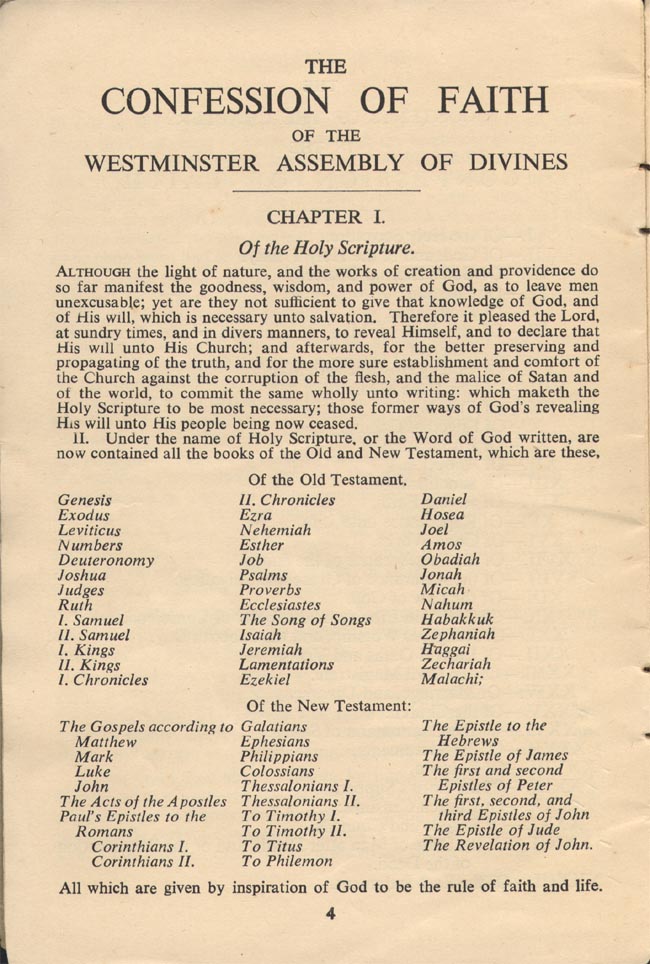 THE
CONFESSION OF FAITH
OF THE
WESTMINSTER ASSEMBLY OF DIVINES
CHAPTER I.
Of the Holy Scripture.
ALTHOUGH the light of nature, and the works of creation and providence do
so far manifest the goodness, wisdom, and power of God, as to leave men
unexcusable; yet are they not sufficient to give that knowledge of God, and
of His will, which is necessary unto salvation. Therefore it pleased the Lord,
at sundry times, and in divers manners, to reveal Himself, and to declare that
His will unto His Church; and afterwards, for the better preserving and
propagating of the truth, and for the more sure establishment and comfort of
the Church against the corruption of the flesh, and the malice of Satan and
of the world, to commit the same wholly unto writing: which maketh the
Holy Scripture to be most necessary; those former ways of God's revealing
His will unto His people being now ceased.
II. Under the name of Holy Scripture, or the Word of God written, are
now contained all the books of the Old and New Testament, which are these,
Of the Old Testament.
Genesis
Exodus
Leviticus
Numbers
Deuteronomy
Joshua
Judges
Ruth
I. Samuel
II. Samuel
I. Kings
II. Kings
I. Chronicles
II. Chronicles
Ezra
Nehemiah
Esther
Job
Psalms
Proverbs
Ecclesiastes
The Song of Songs
Isaiah
Jeremiah
Lamentations
Ezekiel
Daniel
Hosea
Joel
Amos
Obadiah
Jonah
Micah
Nahum
Habakkuk
Zephaniah
Haggai
Zechariah
Malachi;
Of the New Testament:
The Gospels according to
Matthew
Mark
Luke
John
The Acts of the Apostles
Paul's Epistles to the
Romans
Corinthians I.
Corinthians II.
Galatians
Ephesians
Philippians
Colossians
Thessalonians I.
Thessalonians II.
To Timothy I.
To Timothy II.
To Titus
To Philemon
The Epistle to the
Hebrews
The Epistle of James
The first and second
Epistles of Peter
The first, second, and
third Epistles of John
The Epistle of Jude
The Revelation of John.
All which are given by inspiration of God to be the rule of faith and life.
4